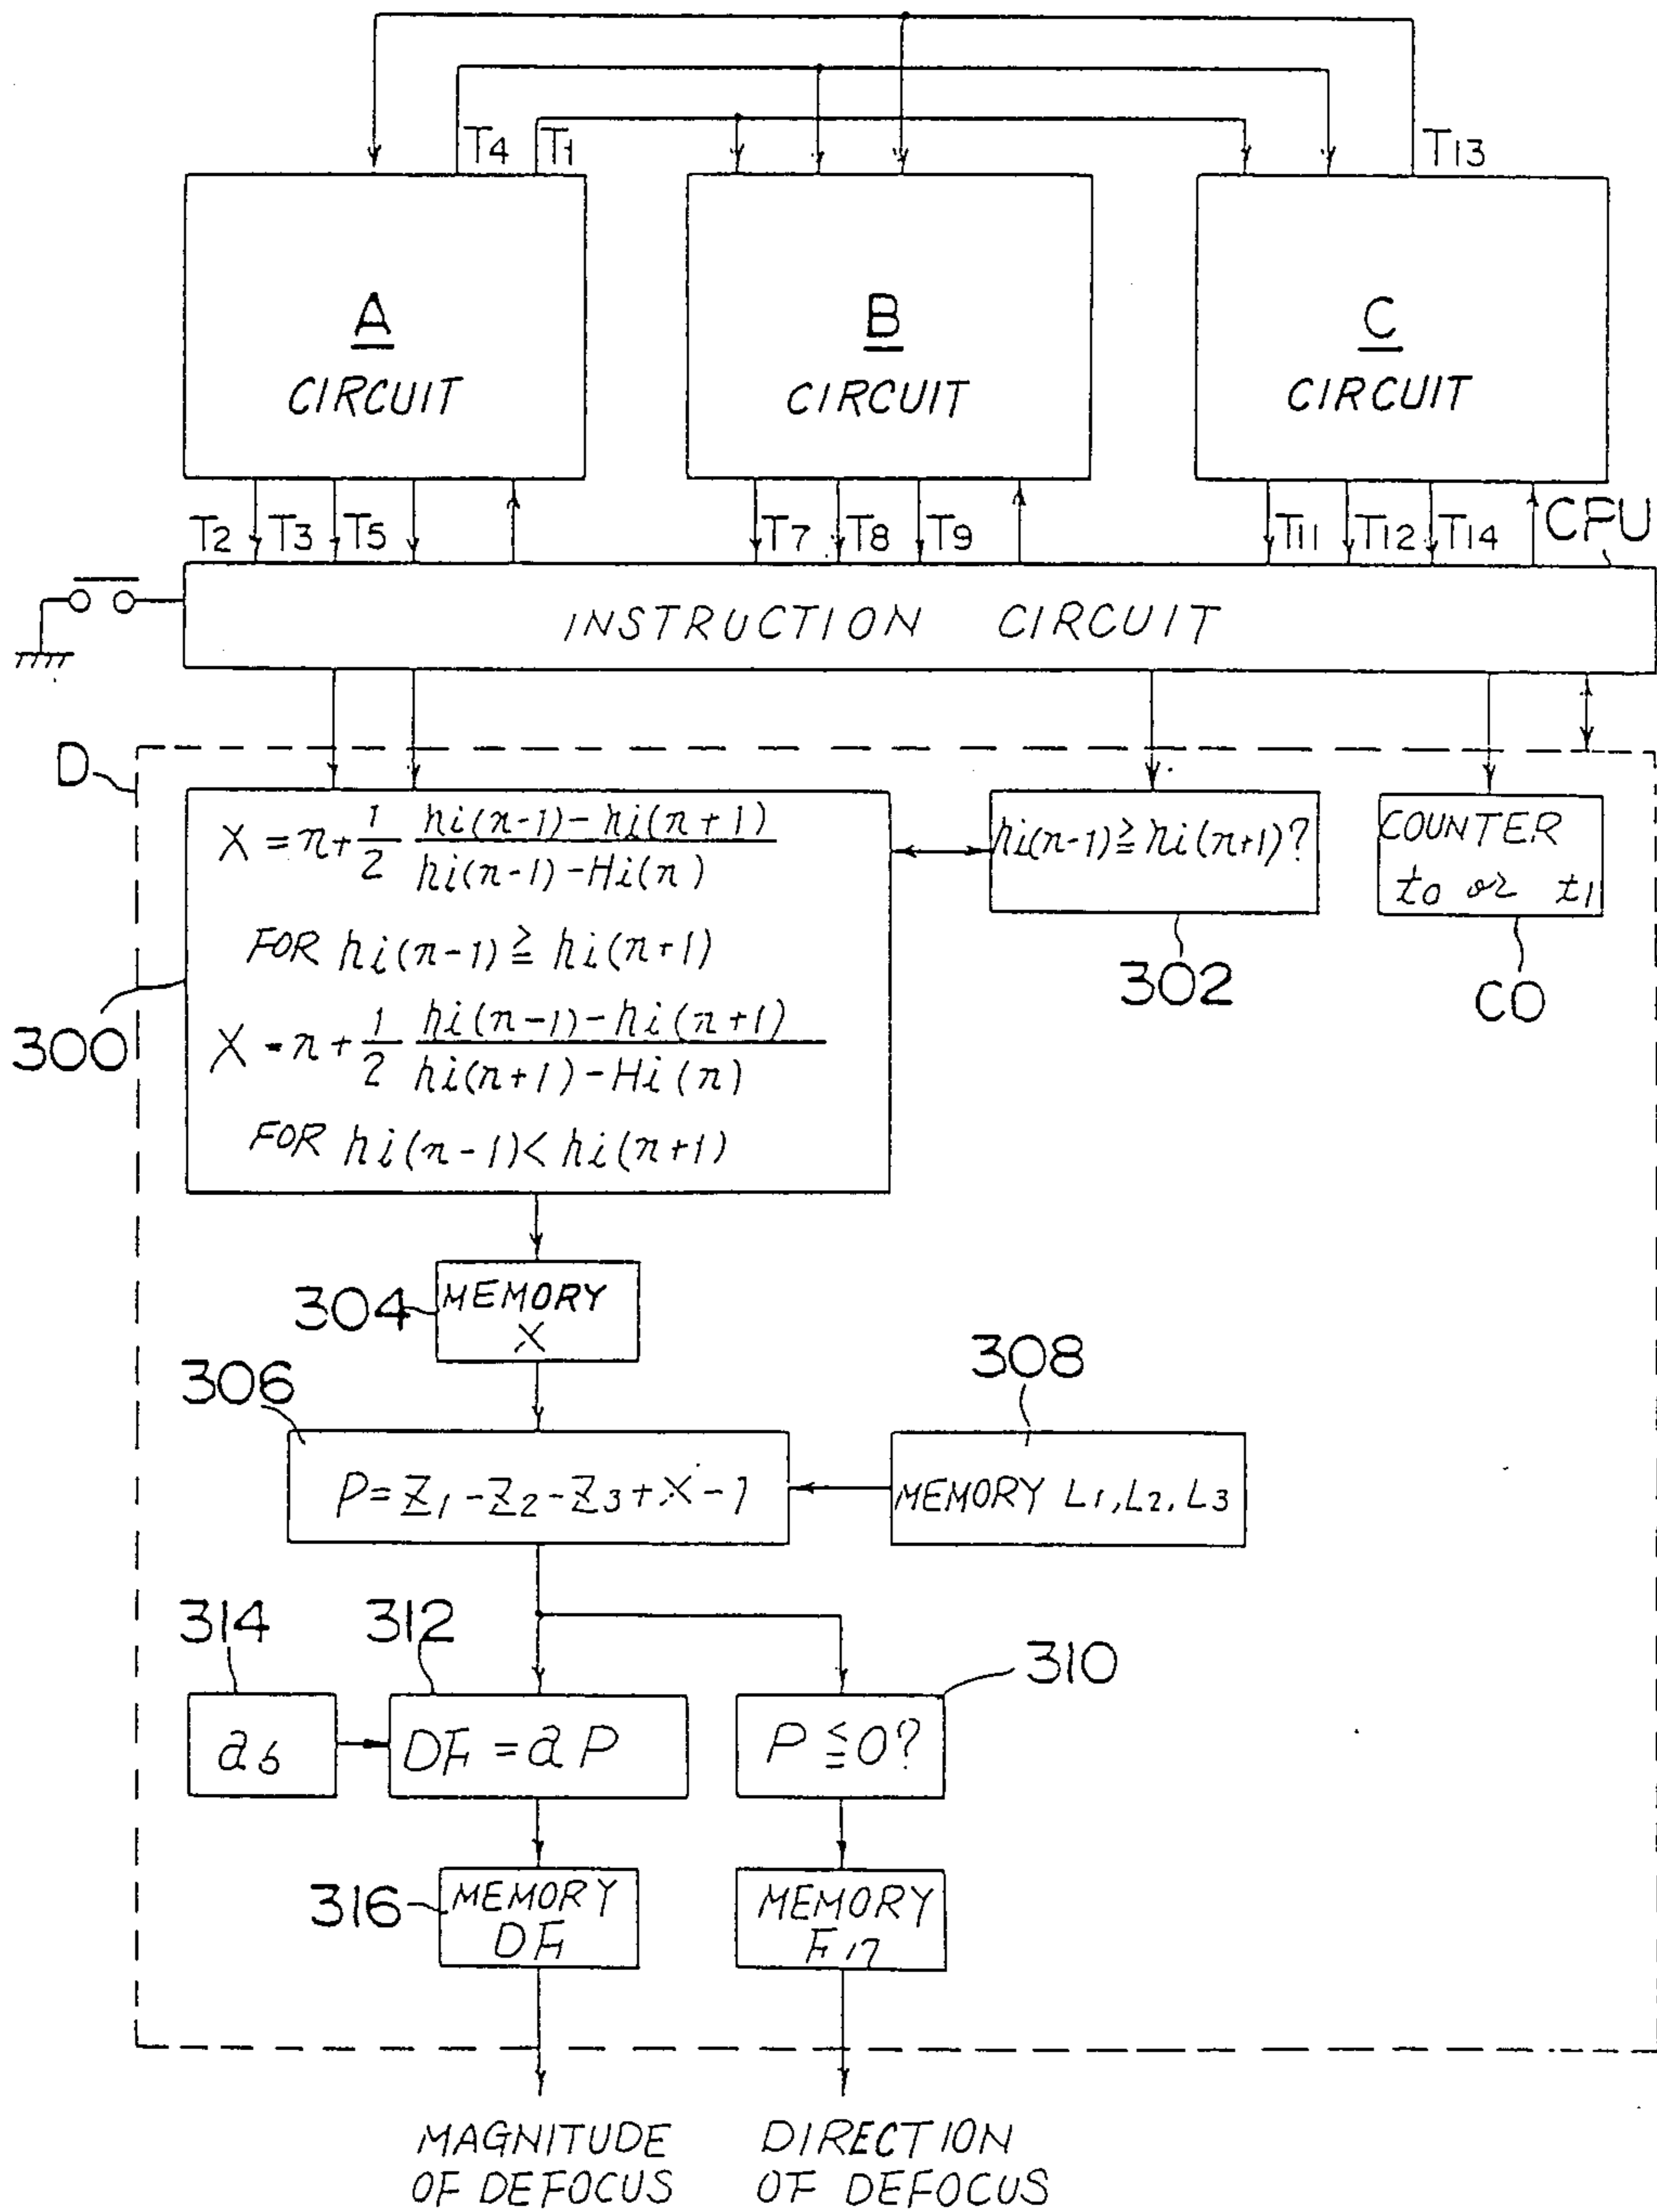 T4 T1 T13
A
CIRCUIT
B
CIRCUIT
C
CIRCUIT
T2 T3 T5 T7 T8 T9 T11 T12 T14 CPU
INSTRUCTION CIRCUIT
D
X = n + 1/2 (hi(n-1) - hi(n+1))/(hi(n-1) - Hi(n))
FOR hi(n-1) ≧ hi(n+1)
X = n + 1/2 (hi(n-1) - hi(n+1))/(hi(n+1) - Hi(n))
FOR hi(n-1) < hi(n+1)
300
hi(n-1) ≧ hi(n+1)?
302
COUNTER
t0 or t1
CO
304
MEMORY
X
306
P = Z1 - Z2 - Z3 + X - 1
308
MEMORY L1, L2, L3
314
312
DF = a P
310
P ≦ 0?
316
MEMORY
DF
MEMORY
MAGNITUDE
OF DEFOCUS
DIRECTION
OF DEFOCUS